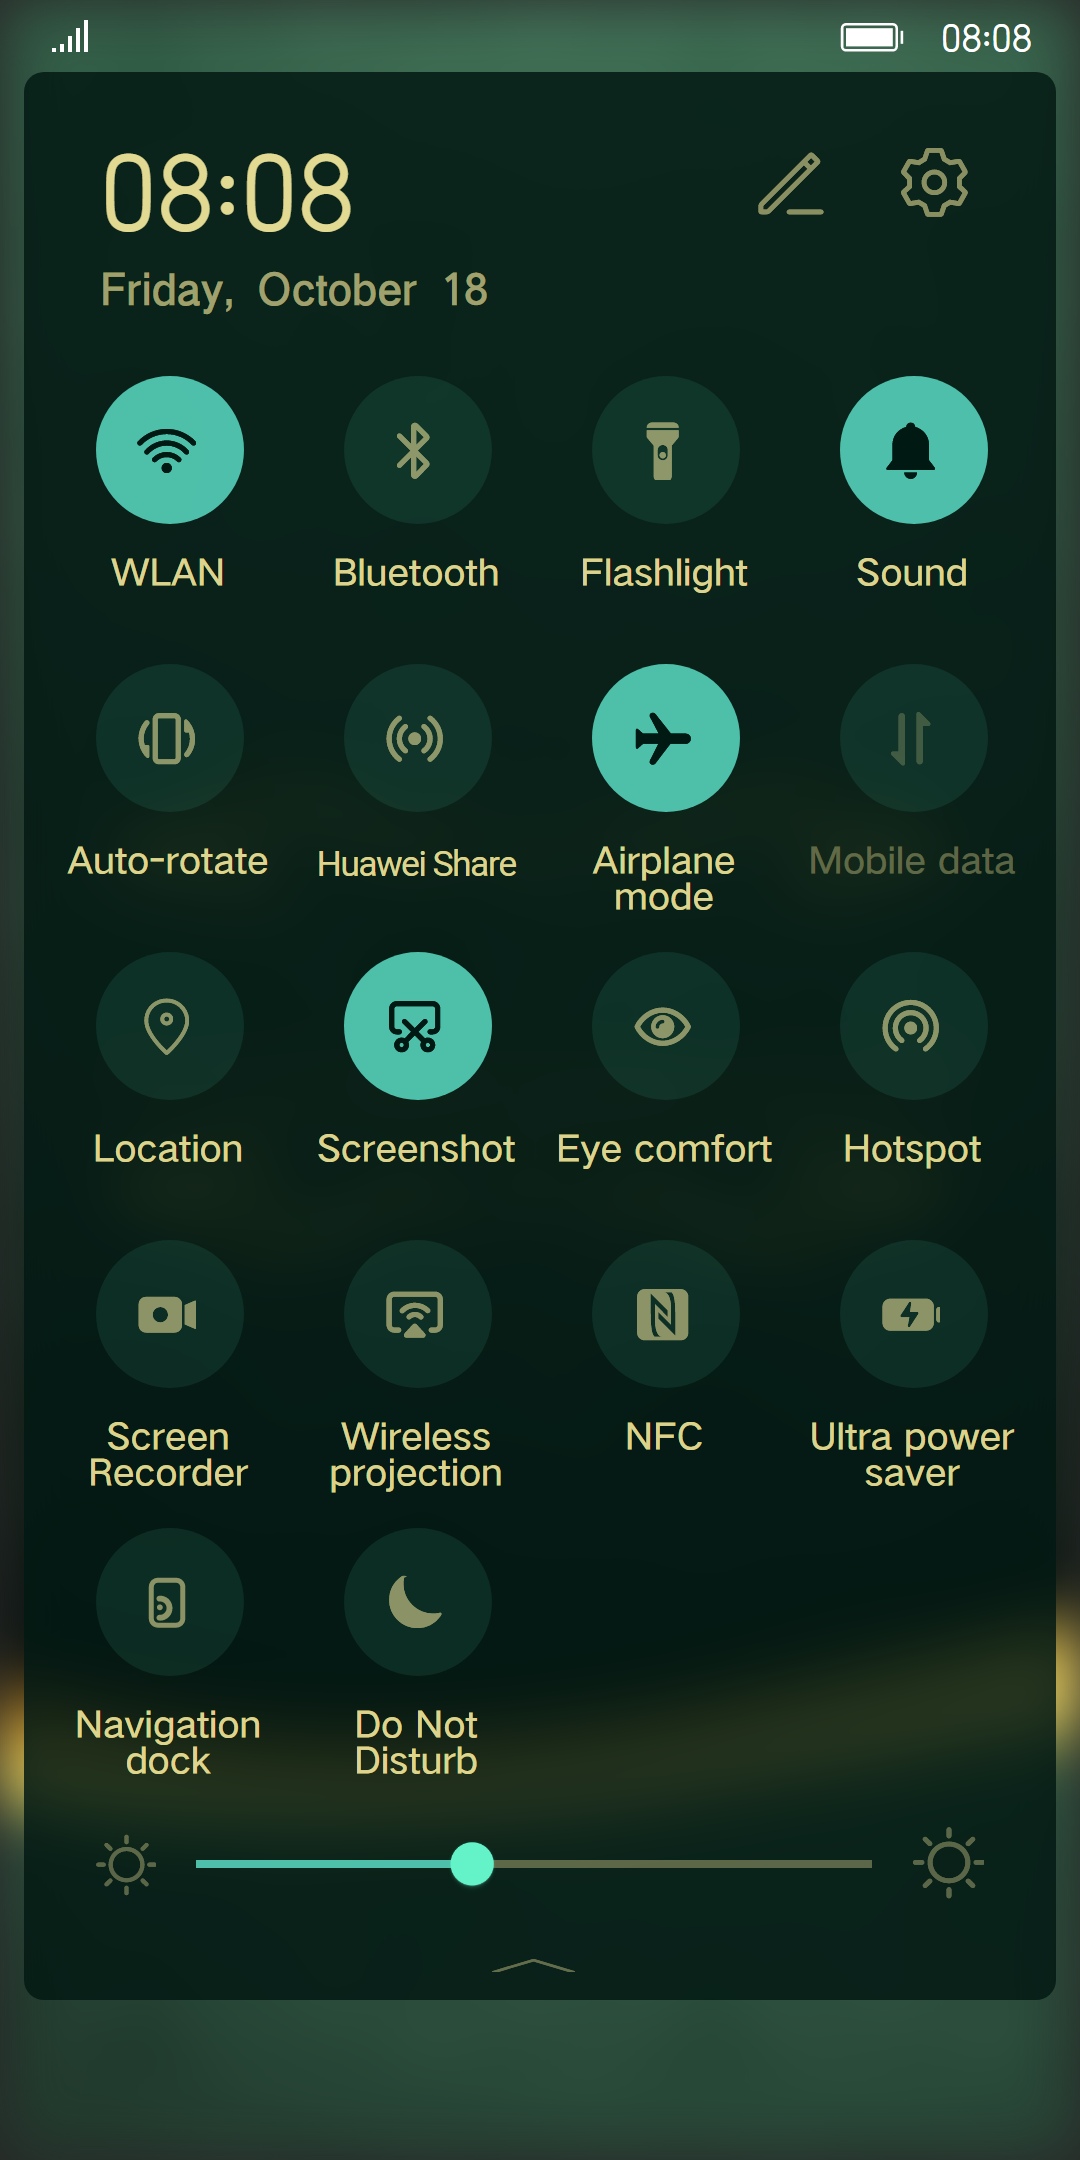 08:08
08:08
Friday, October 18
WLAN
Bluetooth
Flashlight
Sound
Auto-rotate
Huawei Share
Airplane
mode
Mobile data
Location
Screenshot
Eye comfort
Hotspot
Screen
Recorder
Wireless
projection
NFC
Ultra power
saver
Navigation
dock
Do Not
Disturb